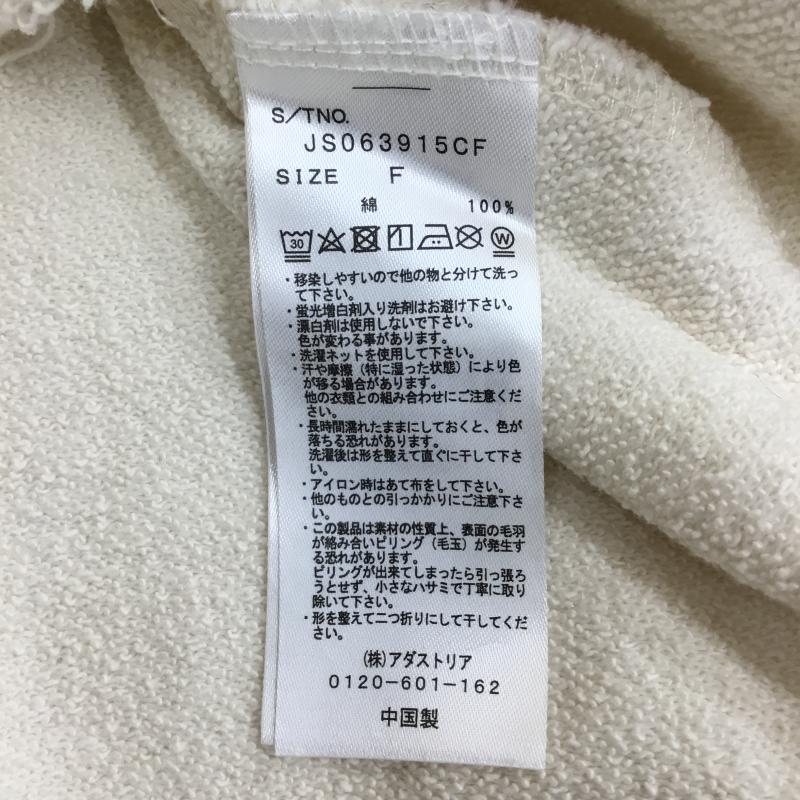 S/TNO.
JS063915CF
SIZE F
綿 100%
30 W
・移染しやすいので他の物と分けて洗っ
て下さい。
・蛍光増白剤入り洗剤はお避け下さい。
・漂白剤は使用しないで下さい。
色が変わる事があります。
・洗濯ネットを使用して下さい。
・汗や摩擦（特に湿った状態）により色
が移る場合があります。
他の衣類との組み合わせにご注意くだ
さい。
・長時間濡れたままにしておくと、色が
落ちる恐れがあります。
洗濯後は形を整えて直ぐに干して下さ
い。
・アイロン時はあて布をして下さい。
・他のものとの引っかかりにご注意下さ
い。
・この製品は素材の性質上、表面の毛羽
が絡み合いピリング（毛玉）が発生す
る恐れがあります。
ピリングが出来てしまったら引っ張ろ
うとせず、小さなハサミで丁寧に取り
除いて下さい。
・形を整えて二つ折りにして干してくだ
さい。
(株)アダストリア
0120-601-162
中国製